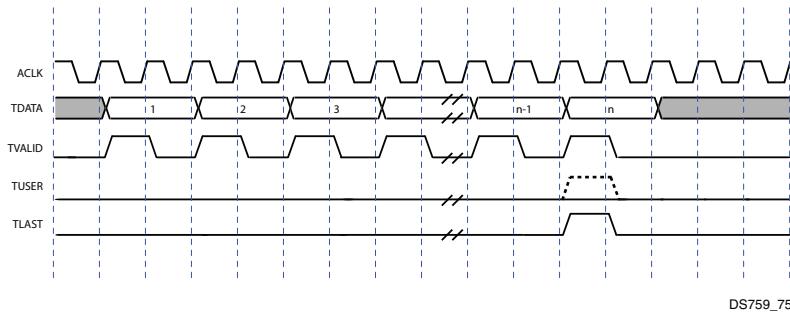 ACLK
TDATA 1 2 3 n-1 n
TVALID
TUSER
TLAST
DS759_75